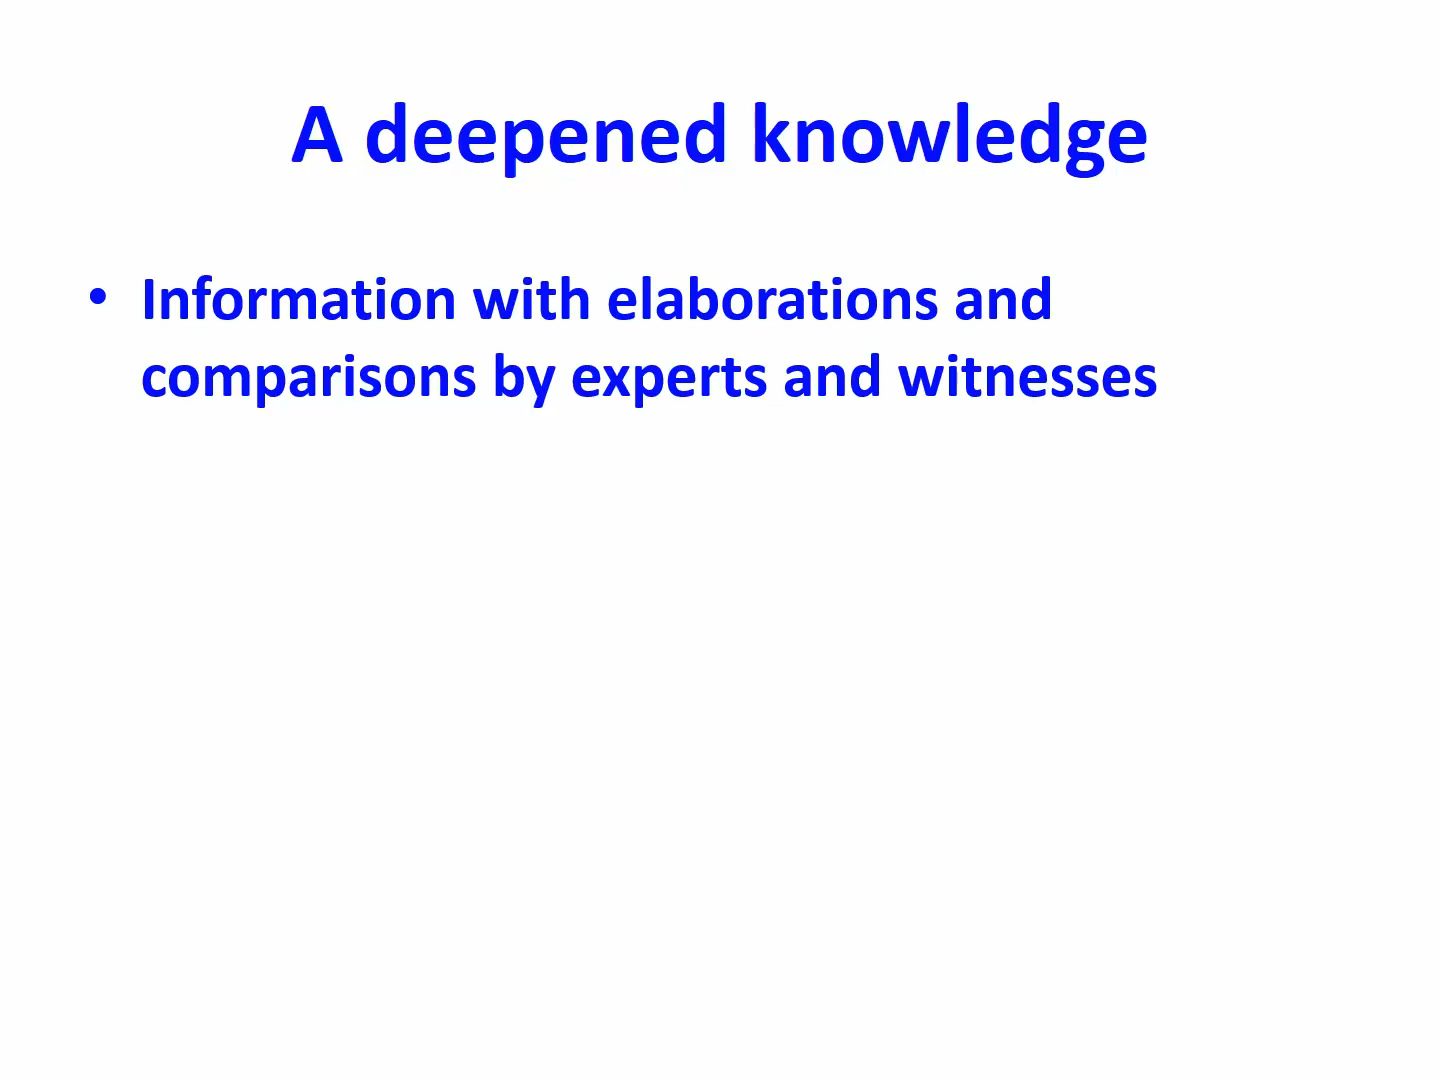 A deepened knowledge
• Information with elaborations and
comparisons by experts and witnesses